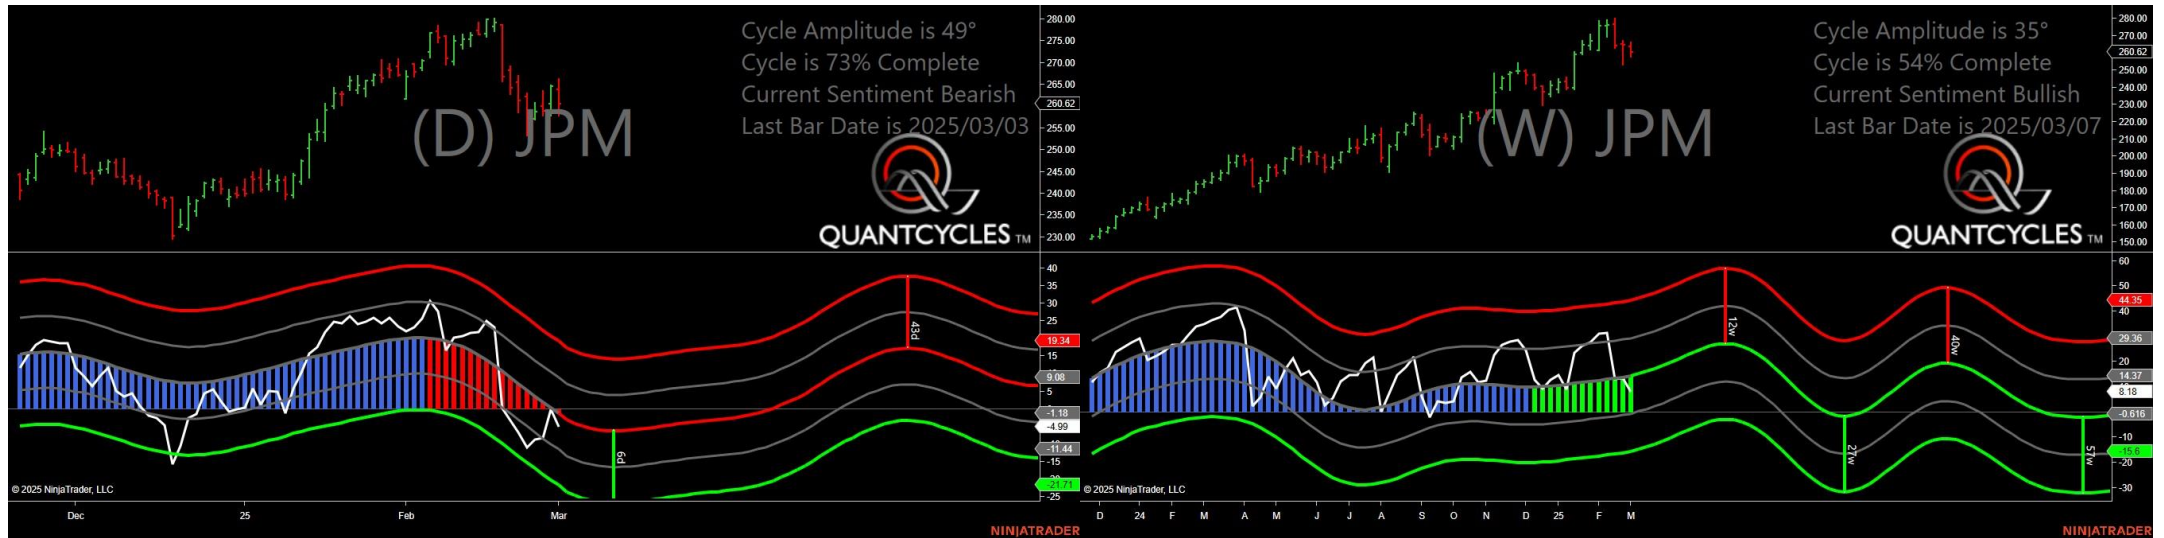 Cycle Amplitude is 49°
Cycle is 73% Complete
Current Sentiment Bearish
Last Bar Date is 2025/03/03
(D) JPM
QUANTCYCLES TM
280.00
275.00
270.00
265.00
260.62
255.00
250.00
245.00
240.00
235.00
230.00
40
35
30
25
19.34
15
9.08
5
-1.18
-4.99
-11.44
-15
-21.71
-25
43d
6d
© 2025 NinjaTrader, LLC
Dec
25
Feb
Mar
NINJATRADER
Cycle Amplitude is 35°
Cycle is 54% Complete
Current Sentiment Bullish
Last Bar Date is 2025/03/07
(W) JPM
QUANTCYCLES TM
280.00
270.00
260.62
250.00
240.00
230.00
220.00
210.00
200.00
190.00
180.00
170.00
160.00
150.00
60
50
44.35
40
29.36
20
14.37
8.18
-0.616
-10
-15.6
-20
-30
12w
40w
27w
57w
© 2025 NinjaTrader, LLC
D
24
F
M
A
M
J
J
A
S
O
N
D
25
F
M
NINJATRADER